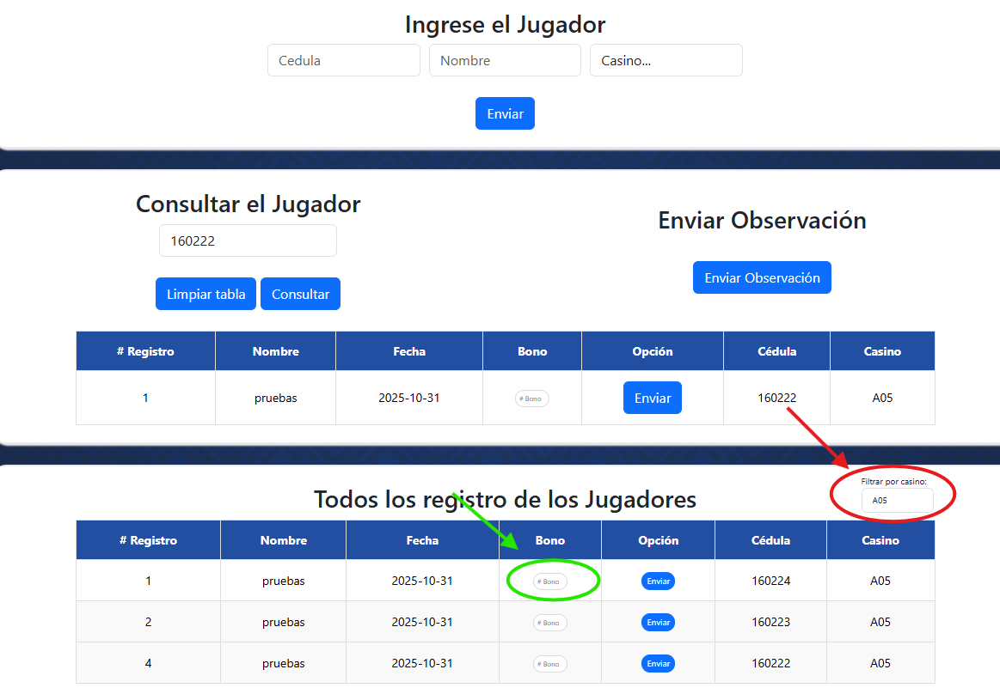 Ingrese el Jugador
Cedula Nombre Casino...
Enviar
Consultar el Jugador
160222
Limpiar tabla Consultar
Enviar Observación
Enviar Observación
# Registro Nombre Fecha Bono Opción Cédula Casino
1 pruebas 2025-10-31 # Bono Enviar 160222 A05
Filtrar por casino:
A05
Todos los registro de los Jugadores
# Registro Nombre Fecha Bono Opción Cédula Casino
1 pruebas 2025-10-31 # Bono Enviar 160224 A05
2 pruebas 2025-10-31 # Bono Enviar 160223 A05
4 pruebas 2025-10-31 # Bono Enviar 160222 A05